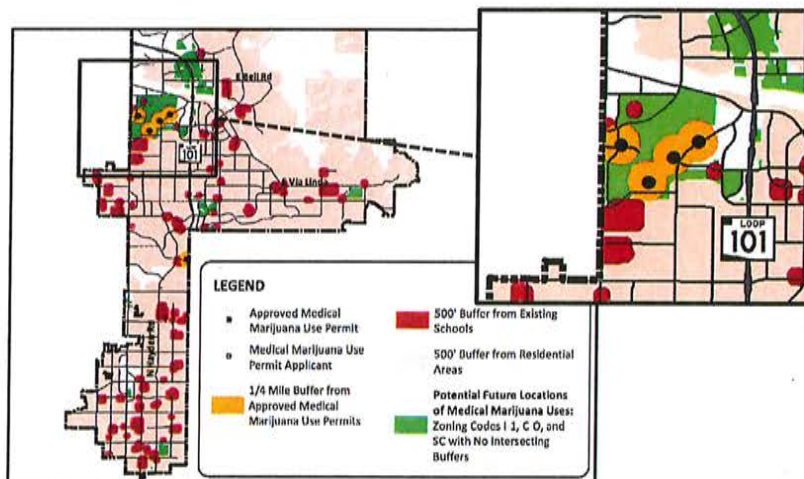 E Bell Rd
101
E Via Linda
LOOP
101
N Hayden Rd
LEGEND
Approved Medical
Marijuana Use Permit
Medical Marijuana Use
Permit Applicant
1/4 Mile Buffer from
Approved Medical
Marijuana Use Permits
500' Buffer from Existing
Schools
500' Buffer from Residential
Areas
Potential Future Locations
of Medical Marijuana Uses:
Zoning Codes I 1, C O, and
SC with No Intersecting
Buffers